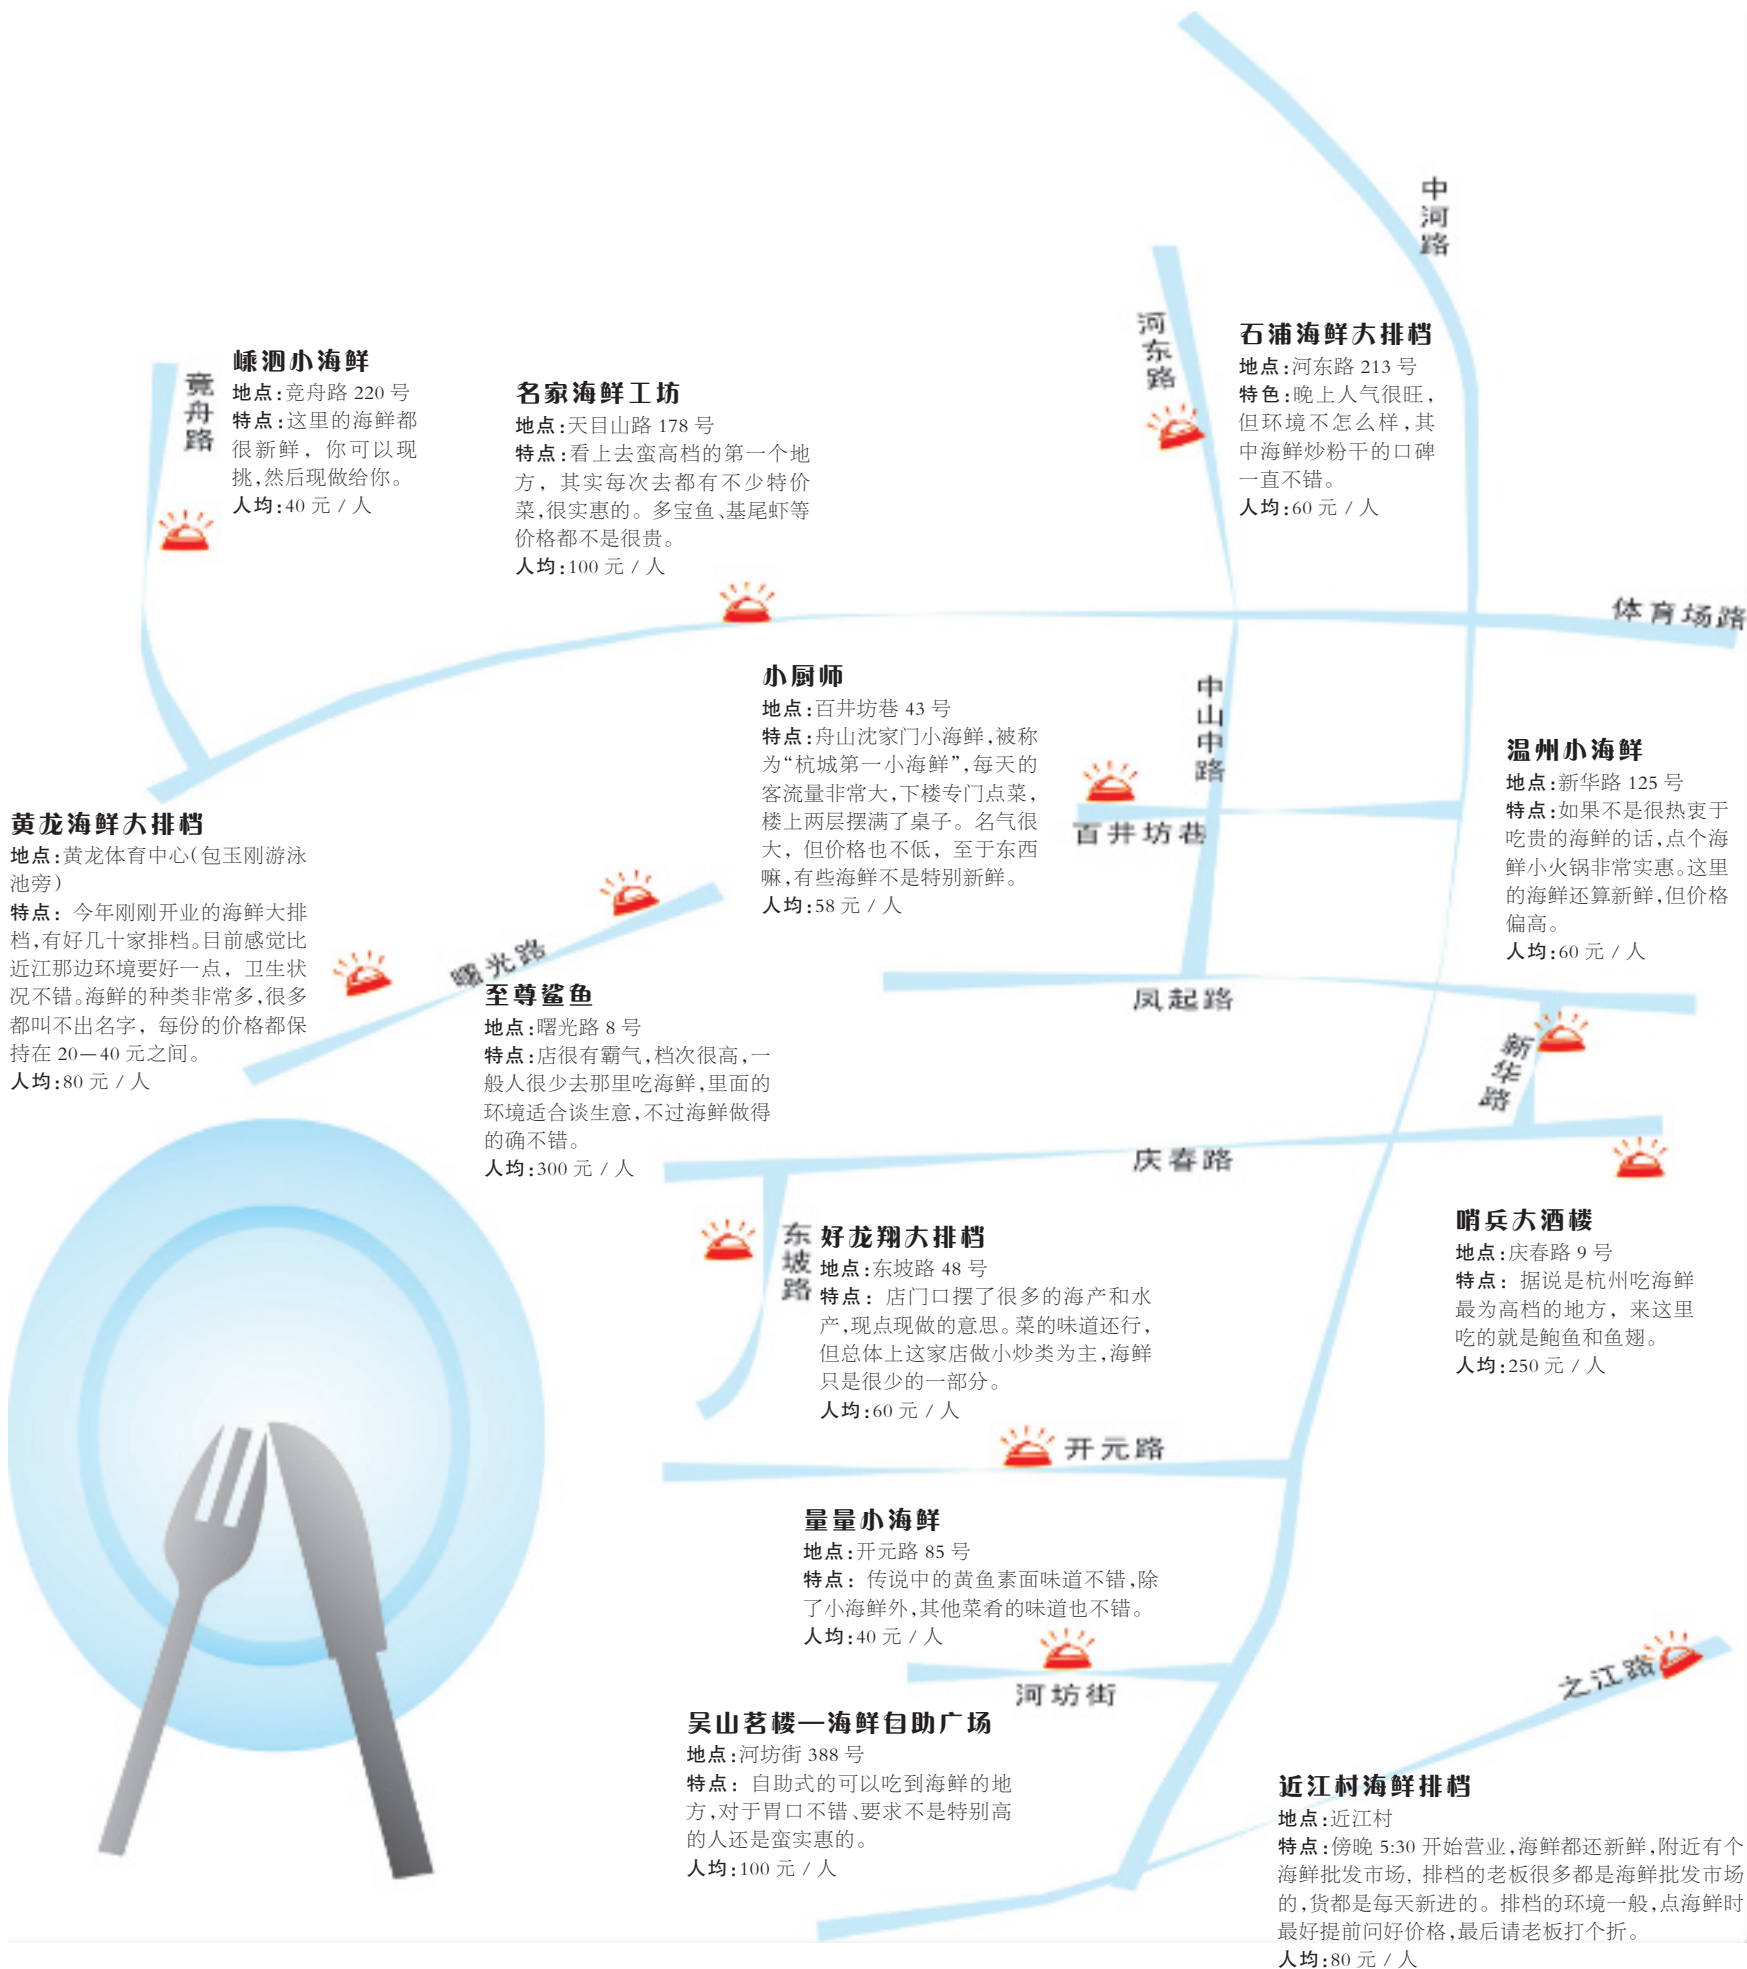 中河路
河东路
石浦海鲜大排档
地点:河东路 213 号
特色:晚上人气很旺,
但环境不怎么样,其
中海鲜炒粉干的口碑
一直不错。
人均:60 元 / 人
竞舟路
嵊泗小海鲜
地点:竞舟路 220 号
特点:这里的海鲜都
很新鲜, 你可以现
挑,然后现做给你。
人均:40 元 / 人
名家海鲜工坊
地点:天目山路 178 号
特点:看上去蛮高档的第一个地
方, 其实每次去都有不少特价
菜,很实惠的。多宝鱼、基尾虾等
价格都不是很贵。
人均:100 元 / 人
体育场路
小厨师
地点:百井坊巷 43 号
特点:舟山沈家门小海鲜,被称
为“杭城第一小海鲜”,每天的
客流量非常大,下楼专门点菜,
楼上两层摆满了桌子。名气很
大, 但价格也不低, 至于东西
嘛,有些海鲜不是特别新鲜。
人均:58 元 / 人
中山中路
百井坊巷
温州小海鲜
地点:新华路 125 号
特点:如果不是很热衷于
吃贵的海鲜的话,点个海
鲜小火锅非常实惠。这里
的海鲜还算新鲜,但价格
偏高。
人均:60 元 / 人
黄龙海鲜大排档
地点:黄龙体育中心(包玉刚游泳
池旁)
特点: 今年刚刚开业的海鲜大排
档,有好几十家排档。目前感觉比
近江那边环境要好一点, 卫生状
况不错。海鲜的种类非常多,很多
都叫不出名字, 每份的价格都保
持在 20—40 元之间。
人均:80 元 / 人
曙光路
至尊鲨鱼
地点:曙光路 8 号
特点:店很有霸气,档次很高,一
般人很少去那里吃海鲜,里面的
环境适合谈生意,不过海鲜做得
的确不错。
人均:300 元 / 人
凤起路
新华路
庆春路
东坡路
好龙翔大排档
地点:东坡路 48 号
特点: 店门口摆了很多的海产和水
产,现点现做的意思。菜的味道还行,
但总体上这家店做小炒类为主,海鲜
只是很少的一部分。
人均:60 元 / 人
哨兵大酒楼
地点:庆春路 9 号
特点: 据说是杭州吃海鲜
最为高档的地方, 来这里
吃的就是鲍鱼和鱼翅。
人均:250 元 / 人
开元路
量量小海鲜
地点:开元路 85 号
特点: 传说中的黄鱼素面味道不错,除
了小海鲜外,其他菜肴的味道也不错。
人均:40 元 / 人
河坊街
吴山茗楼—海鲜自助广场
地点:河坊街 388 号
特点: 自助式的可以吃到海鲜的地
方,对于胃口不错、要求不是特别高
的人还是蛮实惠的。
人均:100 元 / 人
之江路
近江村海鲜排档
地点:近江村
特点:傍晚 5:30 开始营业,海鲜都还新鲜,附近有个
海鲜批发市场, 排档的老板很多都是海鲜批发市场
的,货都是每天新进的。排档的环境一般,点海鲜时
最好提前问好价格,最后请老板打个折。
人均:80 元 / 人